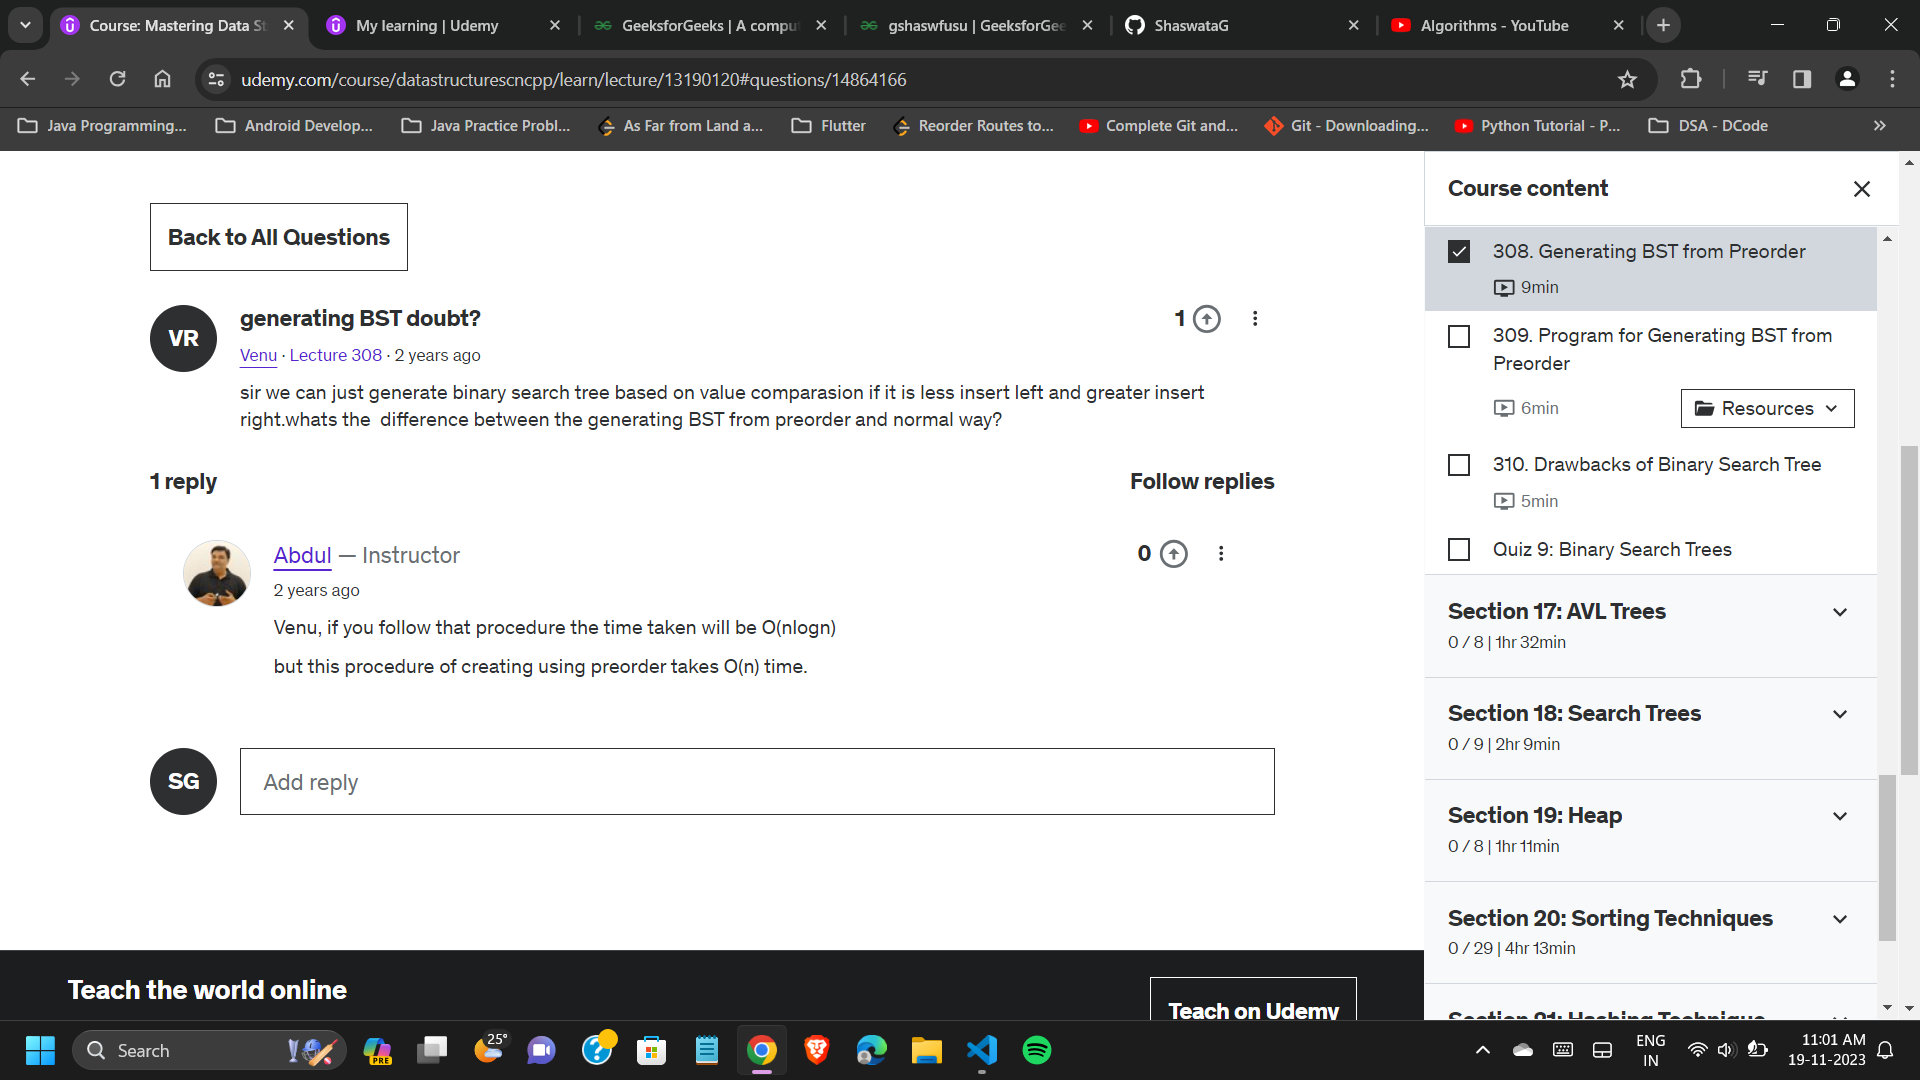 Course: Mastering Data St
My learning | Udemy
GeeksforGeeks | A compu
gshaswfusu | GeeksforGee
ShaswataG
Algorithms - YouTube
udemy.com/course/datastructurescncpp/learn/lecture/13190120#questions/14864166
Java Programming...
Android Develop...
Java Practice Probl...
As Far from Land a...
Flutter
Reorder Routes to...
Complete Git and...
Git - Downloading...
Python Tutorial - P...
DSA - DCode
Back to All Questions
VR
generating BST doubt?
1
Venu · Lecture 308 · 2 years ago
sir we can just generate binary search tree based on value comparasion if it is less insert left and greater insert
right.whats the difference between the generating BST from preorder and normal way?
1 reply
Follow replies
Abdul — Instructor
0
2 years ago
Venu, if you follow that procedure the time taken will be O(nlogn)
but this procedure of creating using preorder takes O(n) time.
SG
Add reply
Teach the world online
Teach on Udemy
Course content
308. Generating BST from Preorder
9min
309. Program for Generating BST from
Preorder
6min
Resources
310. Drawbacks of Binary Search Tree
5min
Quiz 9: Binary Search Trees
Section 17: AVL Trees
0 / 8 | 1hr 32min
Section 18: Search Trees
0 / 9 | 2hr 9min
Section 19: Heap
0 / 8 | 1hr 11min
Section 20: Sorting Techniques
0 / 29 | 4hr 13min
Section 21: Hashing Technique
Search
PRE
25°
ENG
IN
11:01 AM
19-11-2023